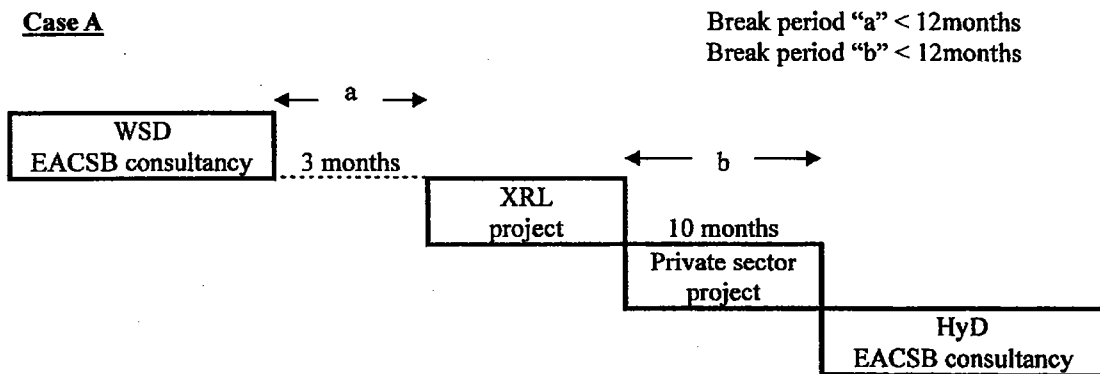 Case A
Break period “a” < 12months
Break period “b” < 12months
a
WSD
EACSB consultancy
3 months
b
XRL
project
10 months
Private sector
project
HyD
EACSB consultancy